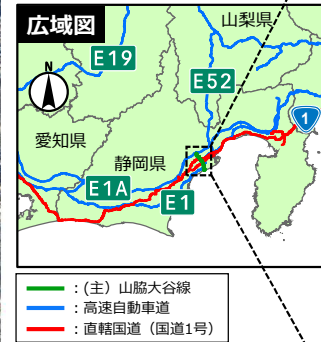 広域図
山梨県
E19
N
E52
1
愛知県
静岡県
E1A
E1
：(主) 山脇大谷線
：高速自動車道
：直轄国道（国道1号）